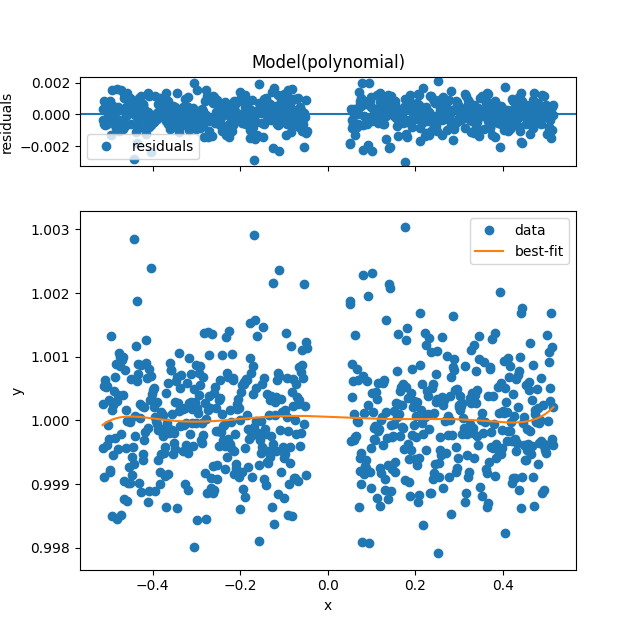 Model(polynomial)
0.002
0.000
−0.002
residuals
residuals
1.003
1.002
1.001
1.000
0.999
0.998
y
data
best-fit
−0.4
−0.2
0.0
0.2
0.4
x